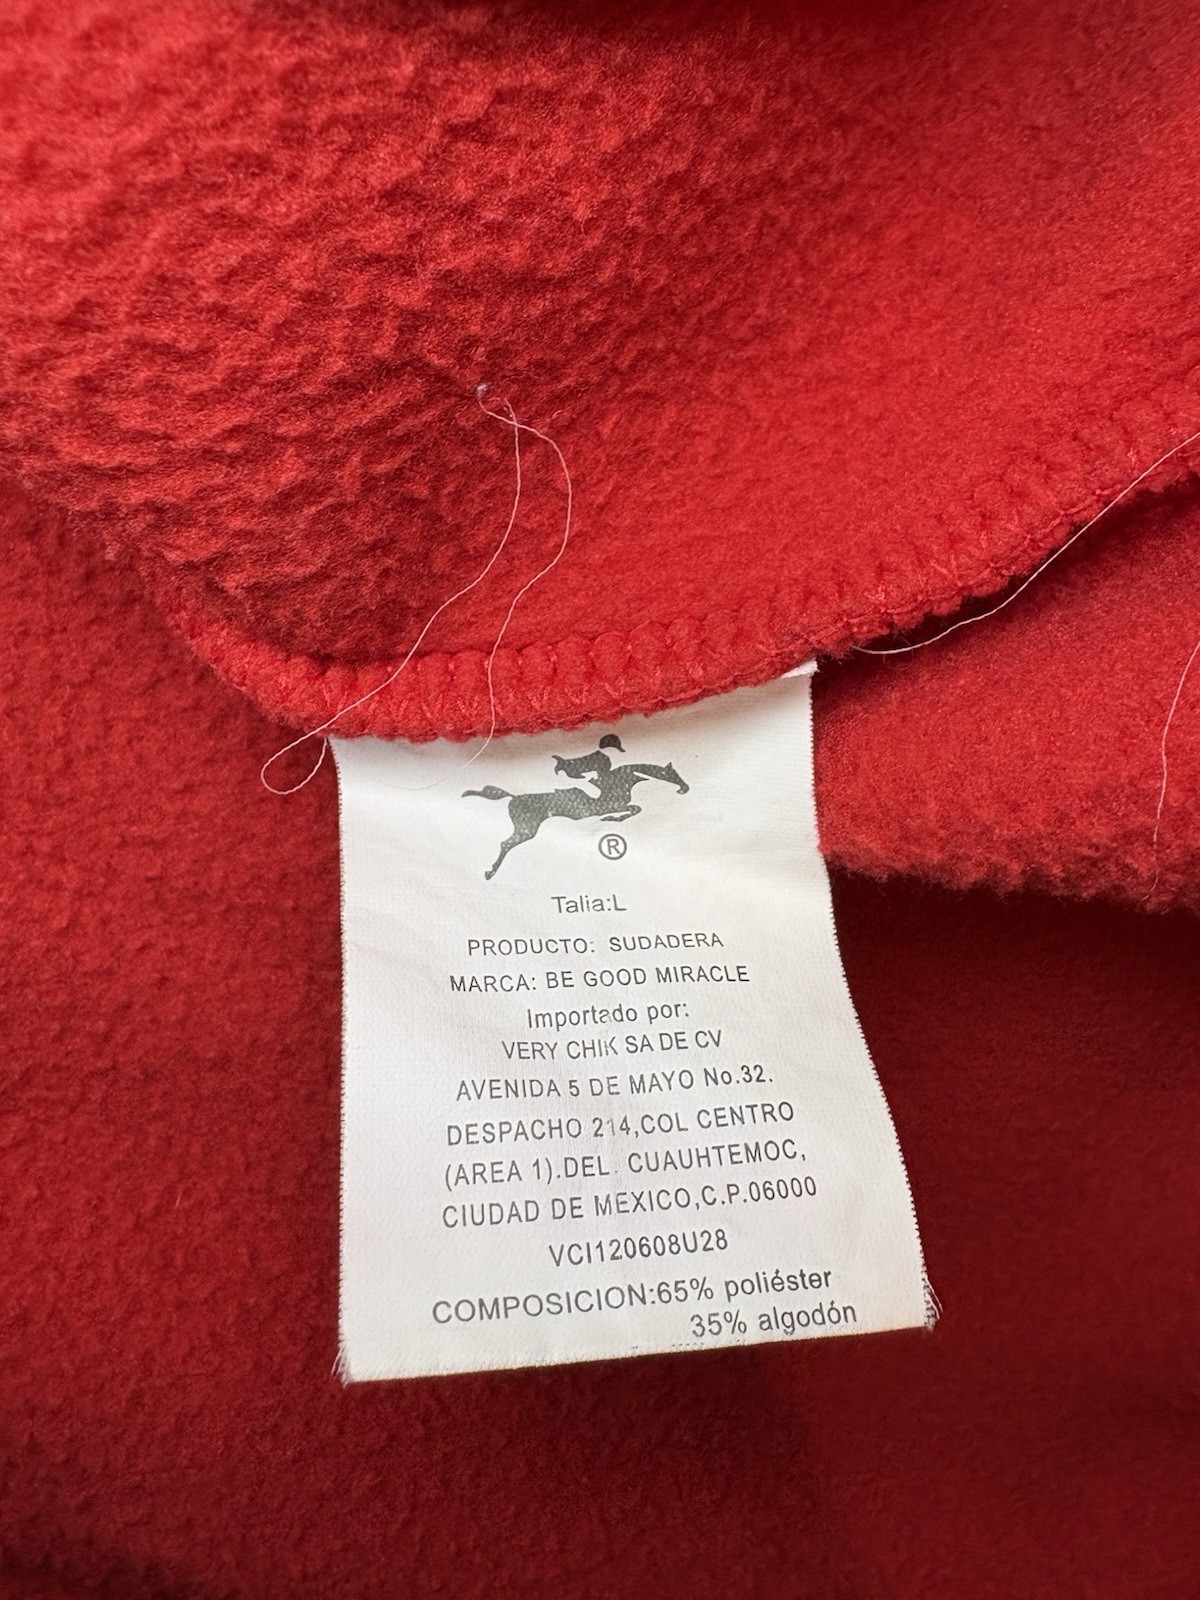 ®
Talia:L
PRODUCTO: SUDADERA
MARCA: BE GOOD MIRACLE
Importado por:
VERY CHIK SA DE CV
AVENIDA 5 DE MAYO No.32.
DESPACHO 214,COL CENTRO
(AREA 1).DEL. CUAUHTEMOC,
CIUDAD DE MEXICO,C.P.06000
VCI120608U28
COMPOSICION:65% poliéster
35% algodón